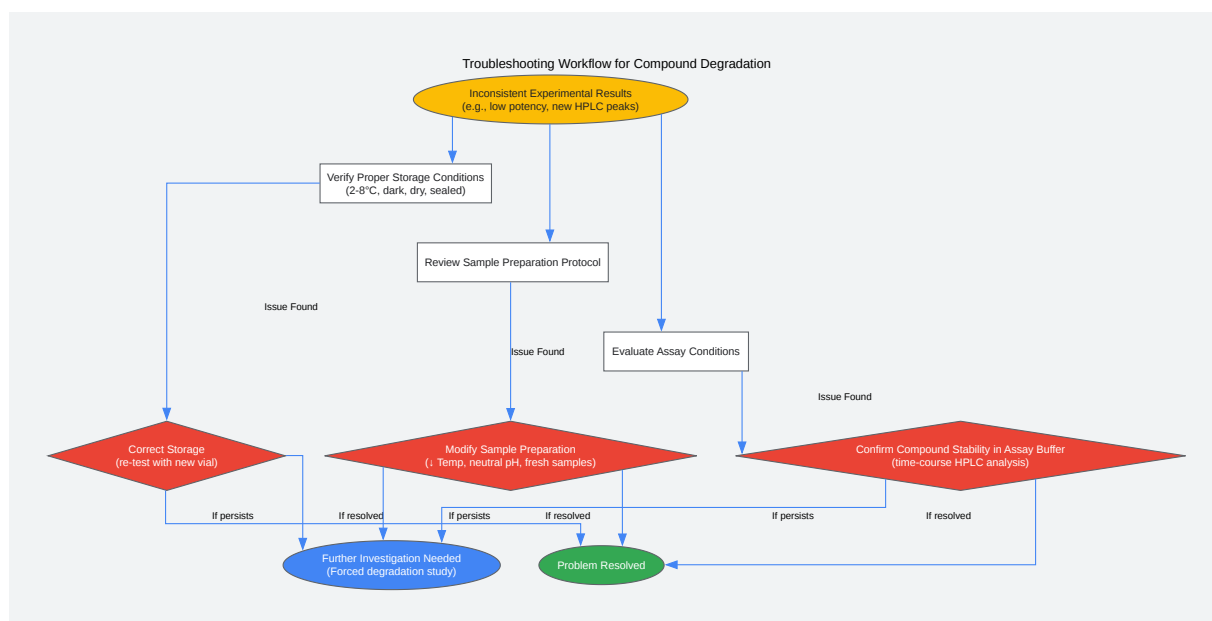 Troubleshooting Workflow for Compound Degradation
Inconsistent Experimental Results
(e.g., low potency, new HPLC peaks)
Verify Proper Storage Conditions
(2-8°C, dark, dry, sealed)
Review Sample Preparation Protocol
Issue Found
Issue Found
Evaluate Assay Conditions
Issue Found
Correct Storage
(re-test with new vial)
Modify Sample Preparation
(↓ Temp, neutral pH, fresh samples)
Confirm Compound Stability in Assay Buffer
(time-course HPLC analysis)
If persists
If resolved
If persists
If resolved
If persists
If resolved
Further Investigation Needed
(Forced degradation study)
Problem Resolved